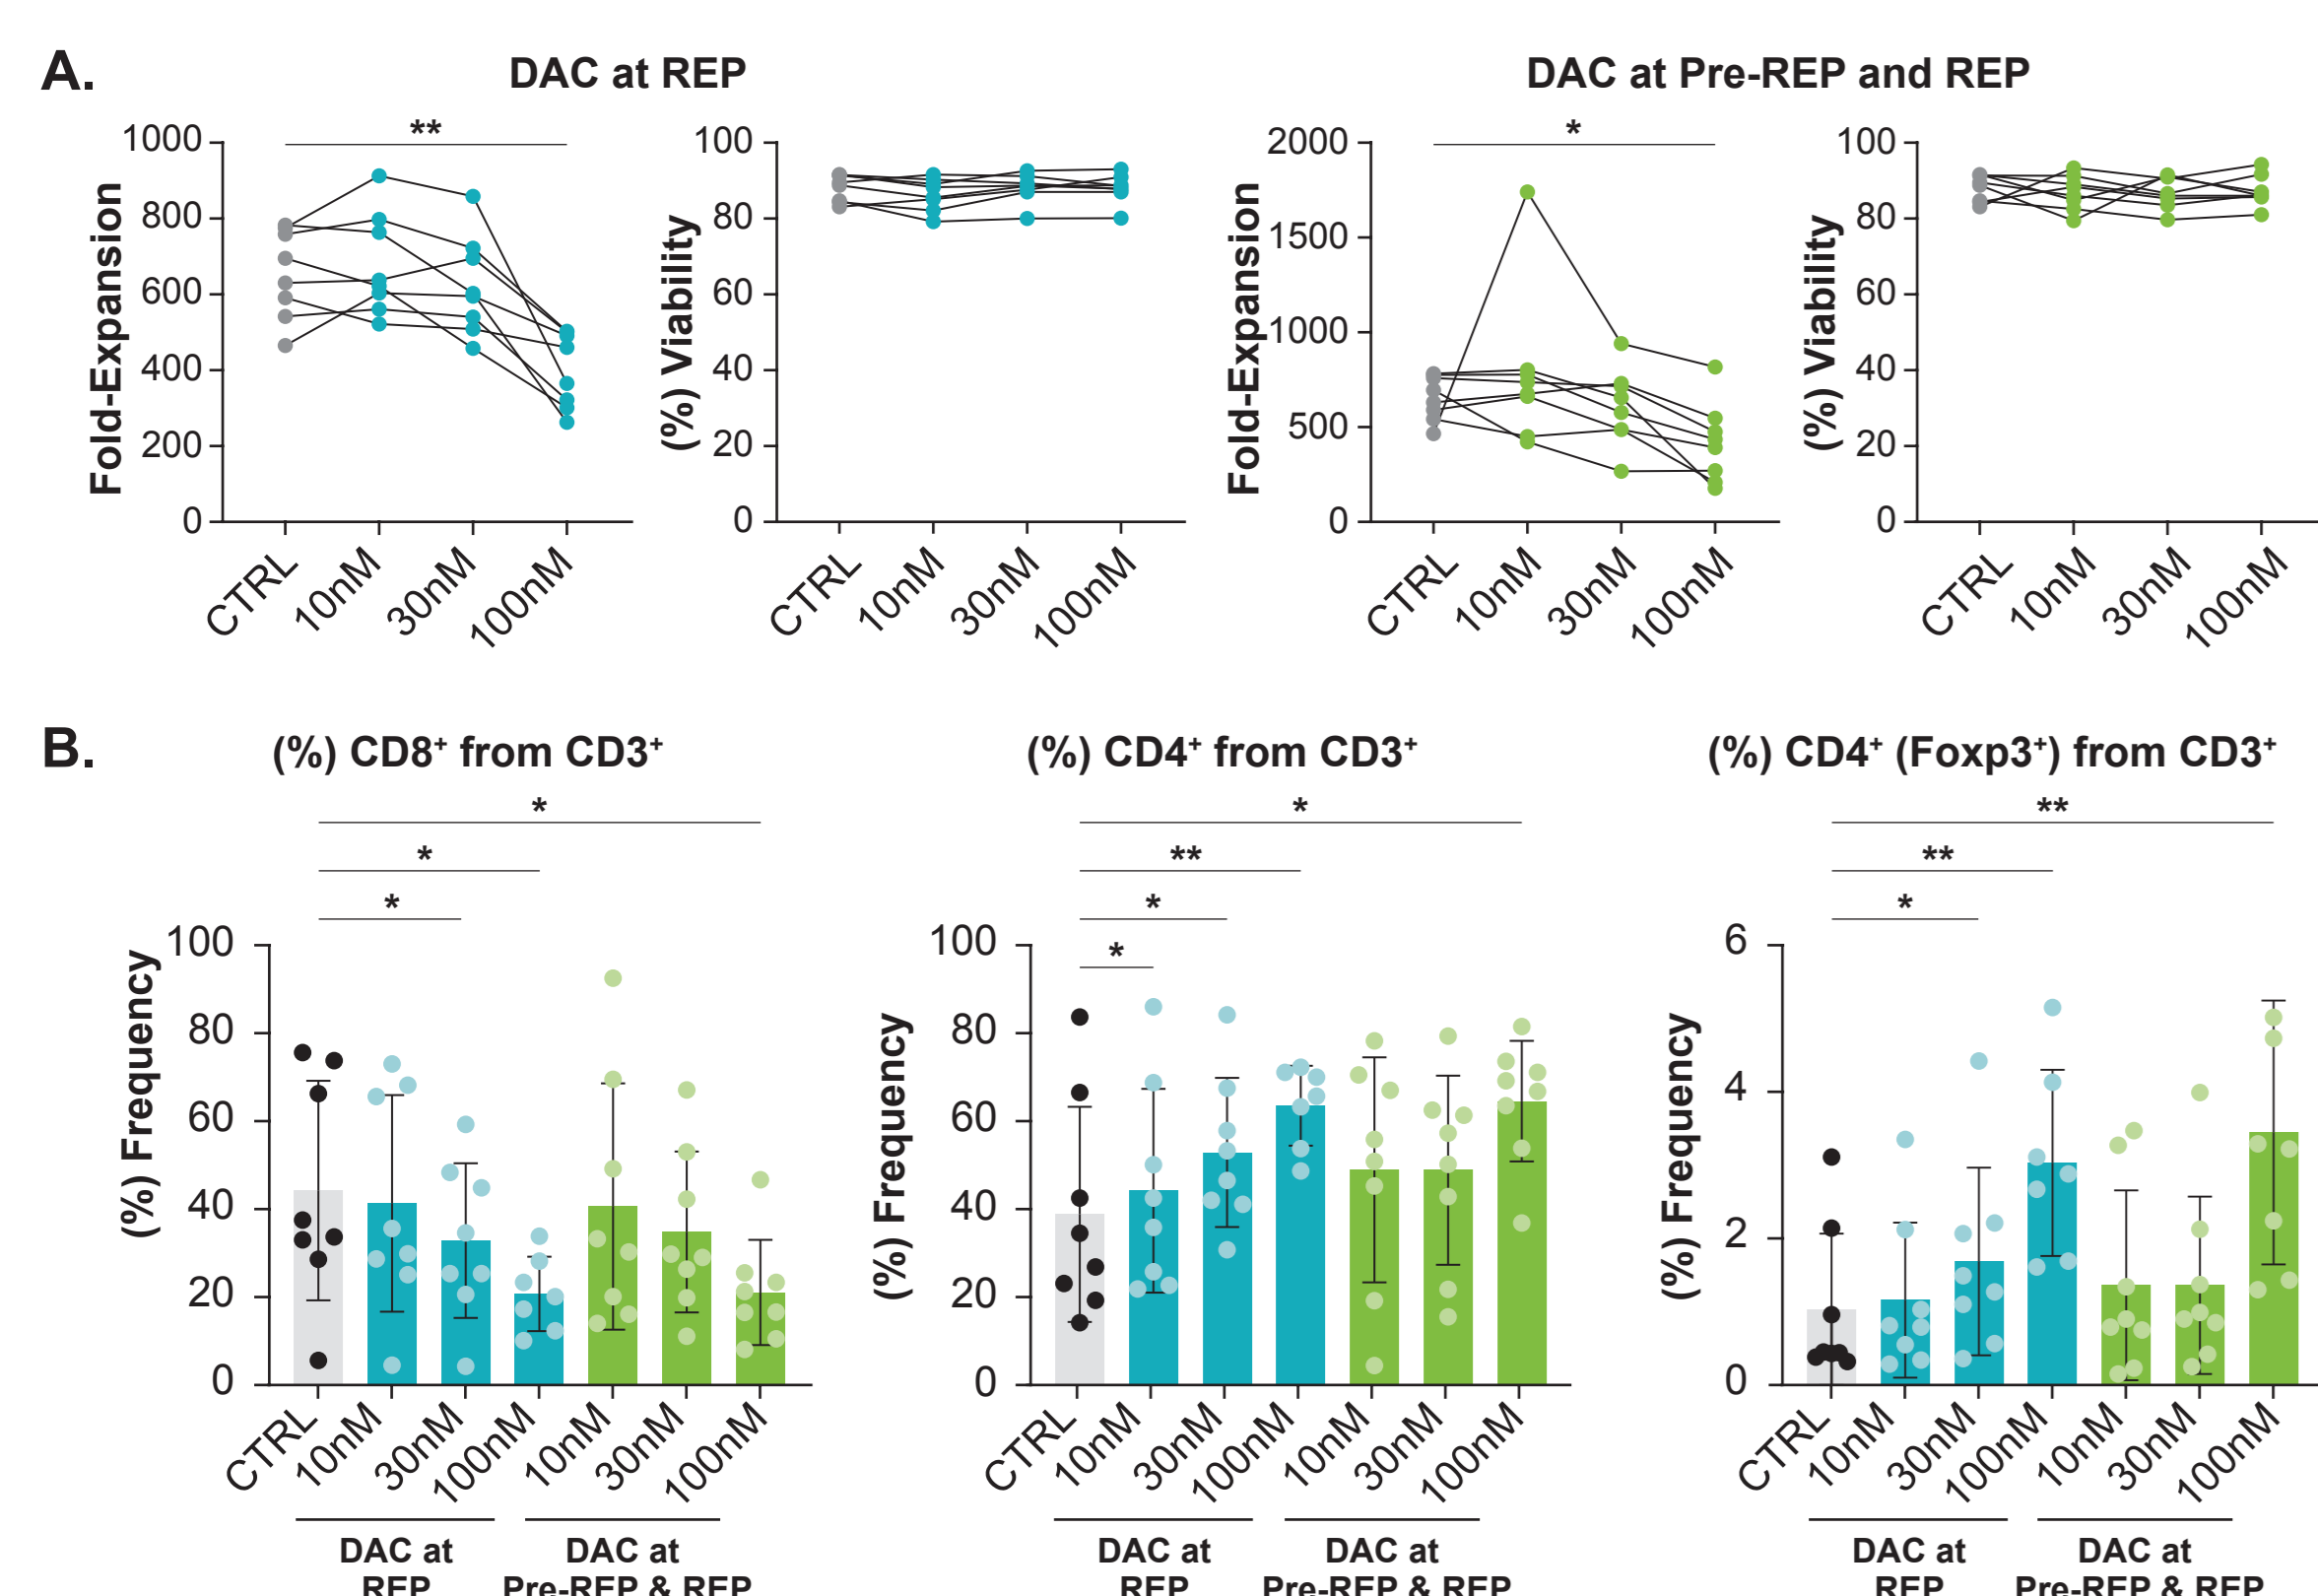 A.
DAC at REP
DAC at Pre-REP and REP
Fold-Expansion
1000
800
600
400
200
0
**
CTRL
10nM
30nM
100nM
(%) Viability
100
80
60
40
20
0
CTRL
10nM
30nM
100nM
Fold-Expansion
2000
1500
1000
500
0
*
CTRL
10nM
30nM
100nM
(%) Viability
100
80
60
40
20
0
CTRL
10nM
30nM
100nM
B.
(%) CD8⁺ from CD3⁺
*
*
*
(%) Frequency
100
80
60
40
20
0
CTRL
10nM
30nM
100nM
10nM
30nM
100nM
DAC at
REP
DAC at
Pre-REP & REP
(%) CD4⁺ from CD3⁺
*
**
*
*
(%) Frequency
100
80
60
40
20
0
CTRL
10nM
30nM
100nM
10nM
30nM
100nM
DAC at
REP
DAC at
Pre-REP & REP
(%) CD4⁺ (Foxp3⁺) from CD3⁺
**
**
*
(%) Frequency
6
4
2
0
CTRL
10nM
30nM
100nM
10nM
30nM
100nM
DAC at
REP
DAC at
Pre-REP & REP